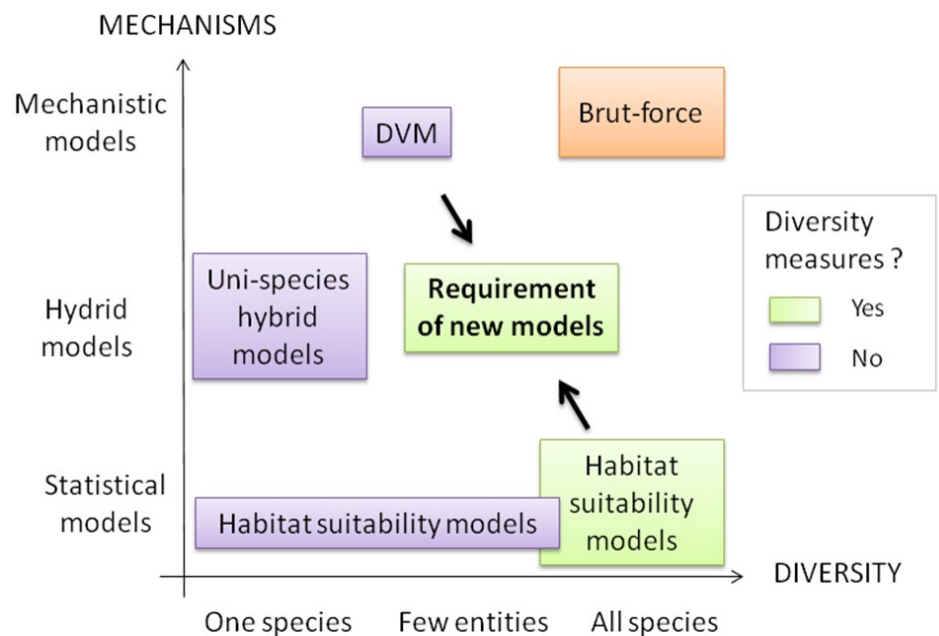 MECHANISMS
Mechanistic
models
DVM
Brut-force
Diversity
measures ?
Yes
No
Hydrid
models
Uni-species
hybrid
models
Requirement
of new models
Statistical
models
Habitat suitability models
Habitat
suitability
models
DIVERSITY
One species
Few entities
All species